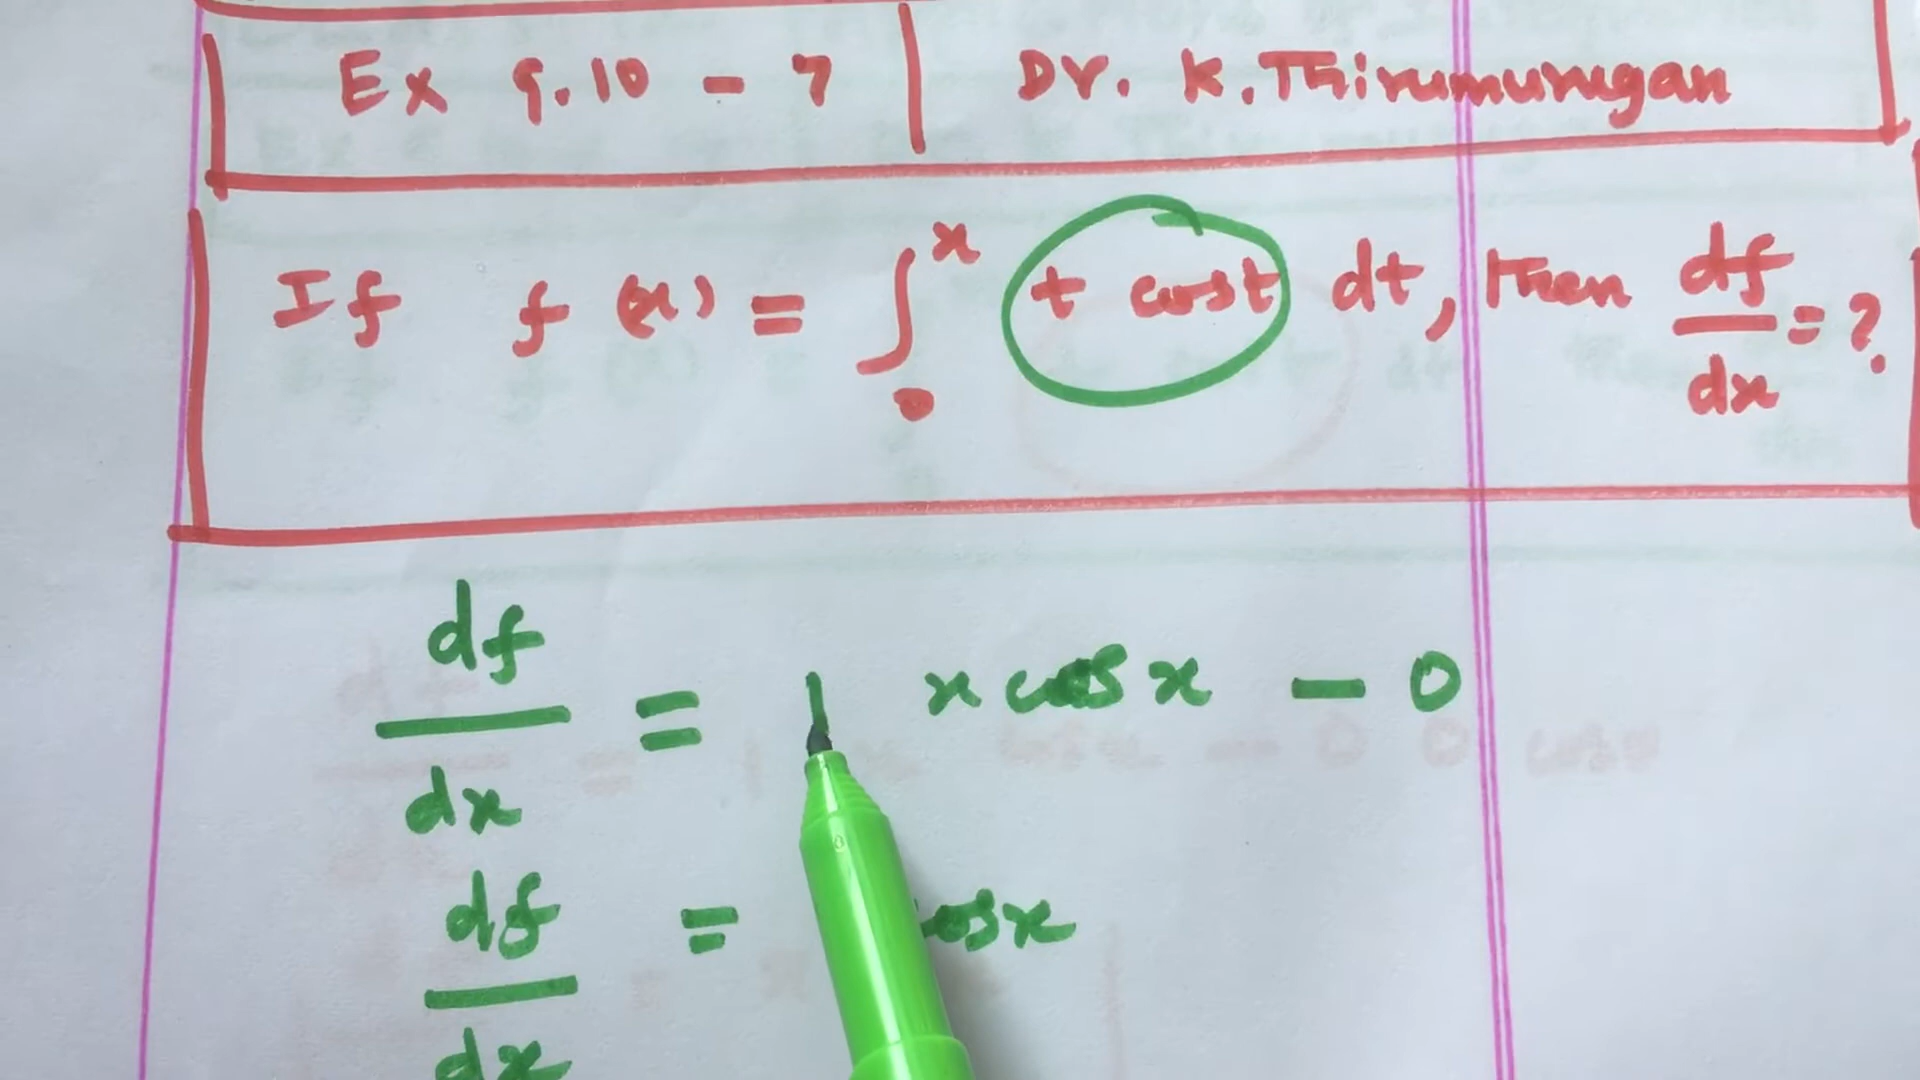 Ex 9.10 - 7 | Dr. K. Thirumurugan
If f(x) = ∫₀ˣ t cost dt, then df/dx = ?
df/dx = 1 x cos x - 0
df/dx = cosx